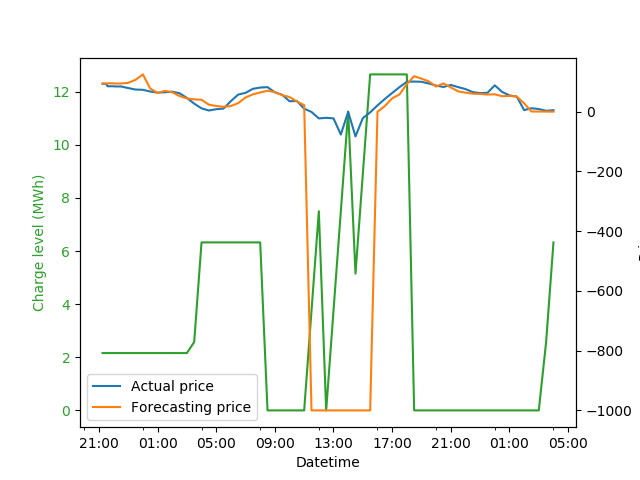 Charge level (MWh)
12
10
8
6
4
2
0
0
−200
−400
−600
−800
−1000
Actual price
Forecasting price
21:00 01:00 05:00 09:00 13:00 17:00 21:00 01:00 05:00
Datetime